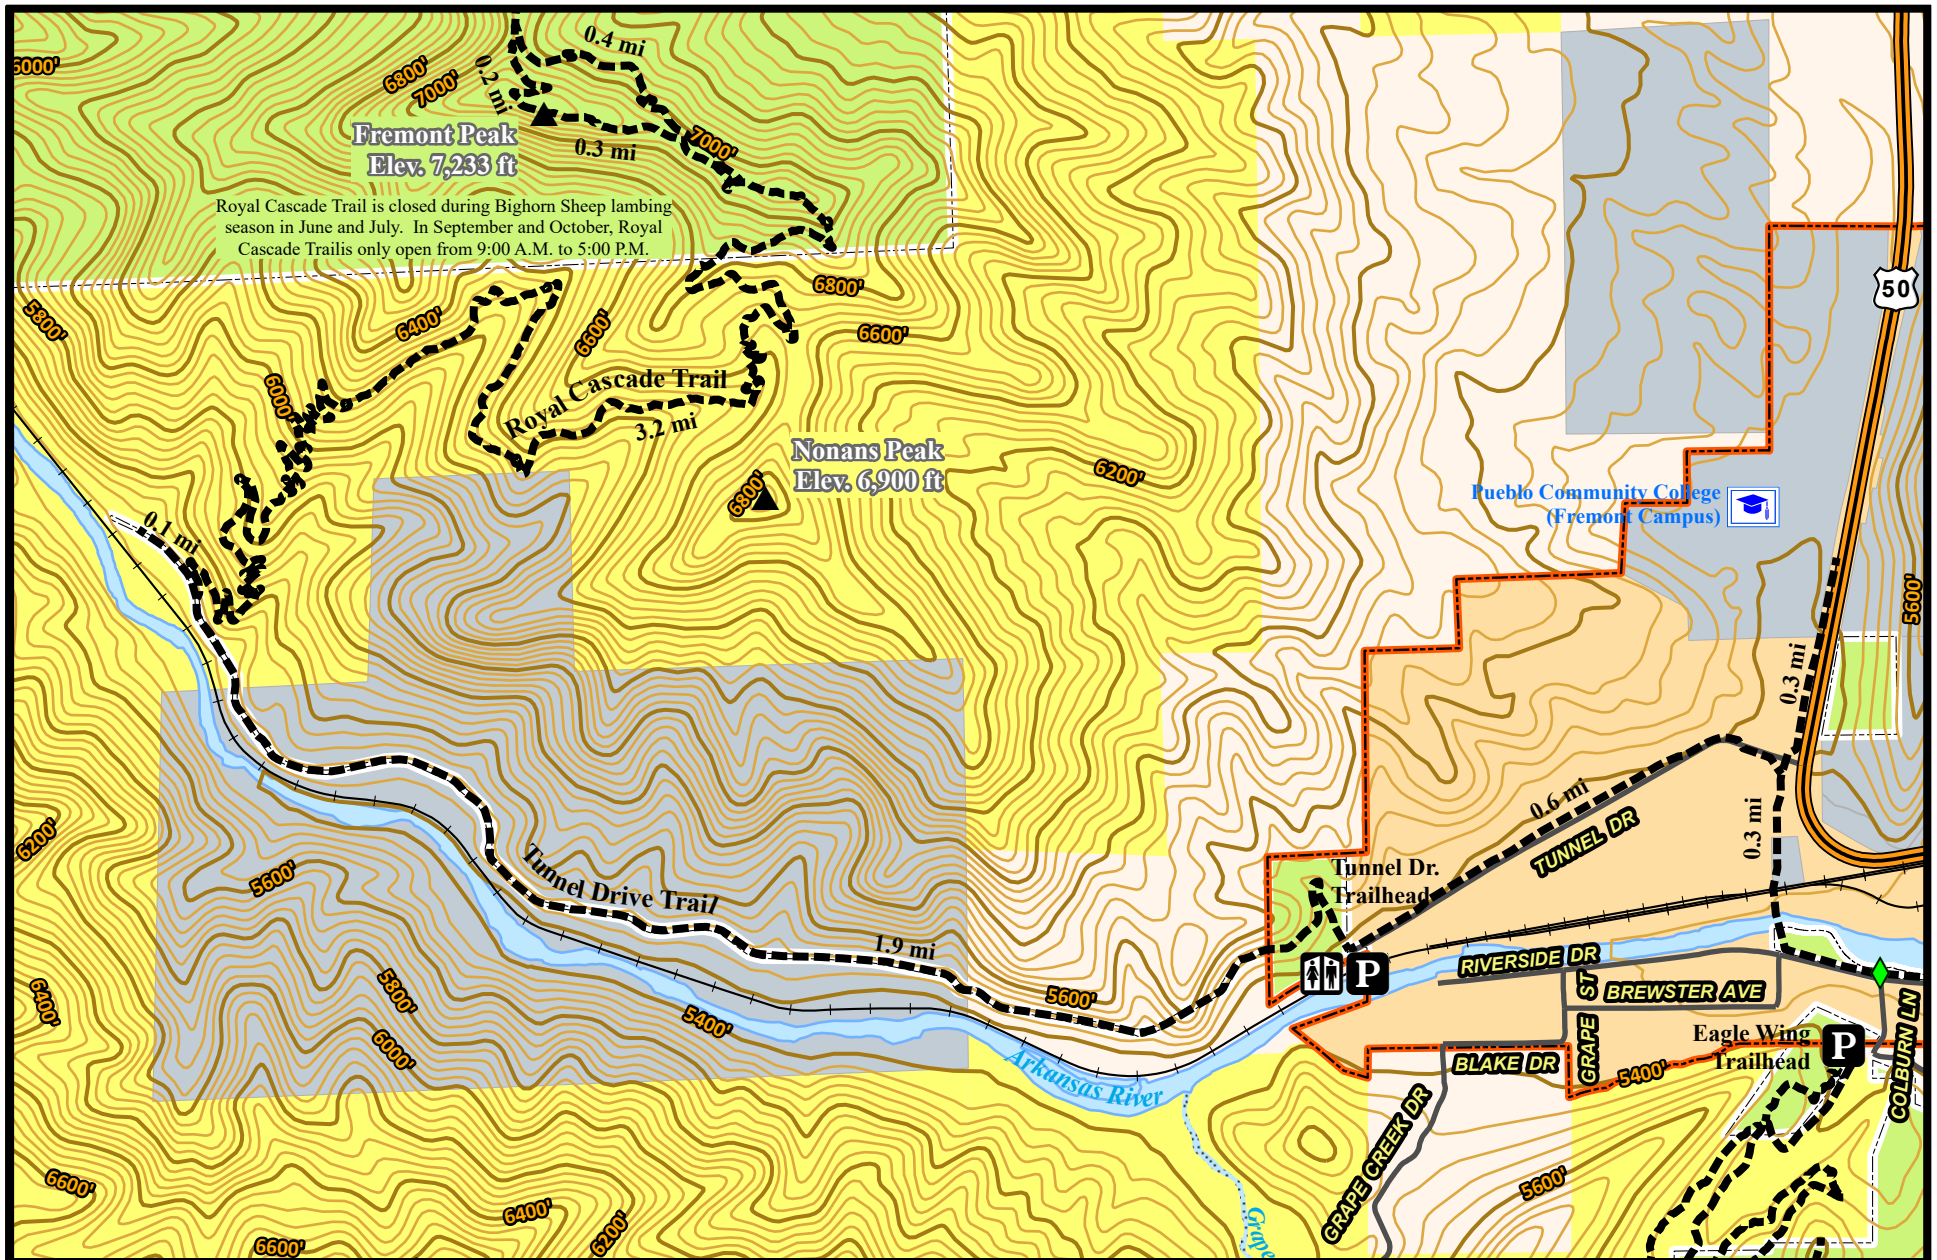 0.4 mi
6000'
6800'
0.2 mi
7000'
Fremont Peak
Elev. 7,233 ft
0.3 mi
7000'
Royal Cascade Trail is closed during Bighorn Sheep lambing
season in June and July. In September and October, Royal
Cascade Trailis only open from 9:00 A.M. to 5:00 P.M.
50
6800'
5800'
6400'
6600'
6600'
6000'
Royal Cascade Trail
3.2 mi
Nonans Peak
Elev. 6,900 ft
6800'
6200'
Pueblo Community College
(Fremont Campus)
0.1 mi
5600'
0.3 mi
0.6 mi
TUNNEL DR
0.3 mi
6200'
5600'
Tunnel Drive Trail
Tunnel Dr.
Trailhead
1.9 mi
P
RIVERSIDE DR
GRAPE ST
BREWSTER AVE
6400'
5800'
5600'
5400'
6000'
Arkansas River
Eagle Wing
Trailhead
P
BLAKE DR
5400'
COLBURN LN
GRAPE CREEK DR
6600'
6400'
5600'
6200'
6600'
Grape